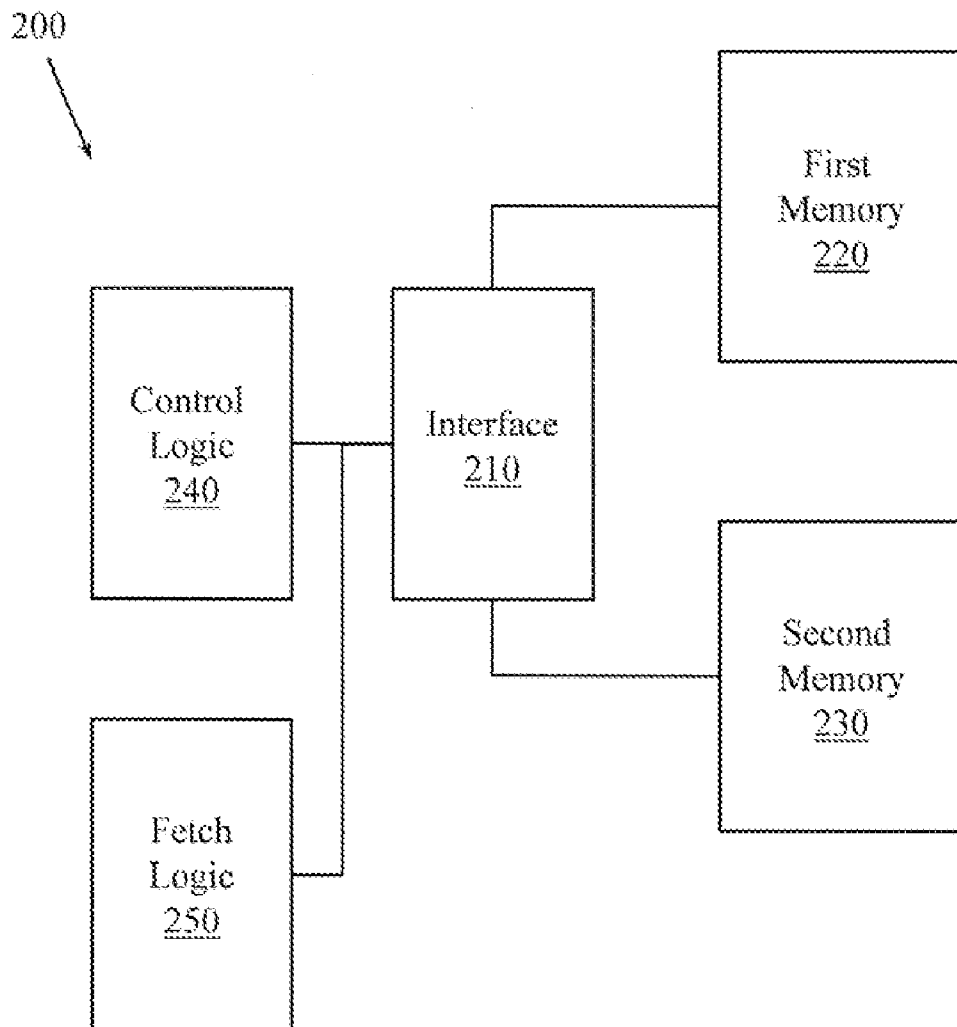 200
First
Memory
220
Control
Logic
240
Interface
210
Second
Memory
230
Fetch
Logic
250